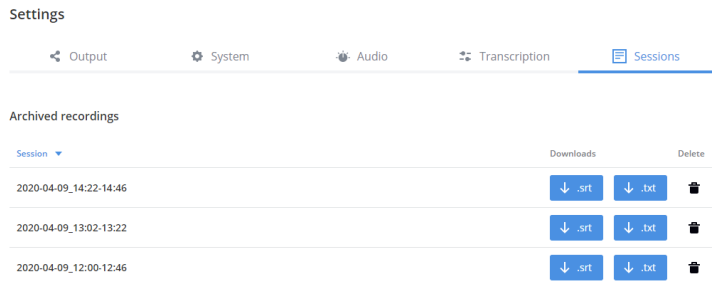 Settings
Output System Audio Transcription Sessions
Archived recordings
Session Downloads Delete
2020-04-09_14:22-14:46 .srt .txt
2020-04-09_13:02-13:22 .srt .txt
2020-04-09_12:00-12:46 .srt .txt